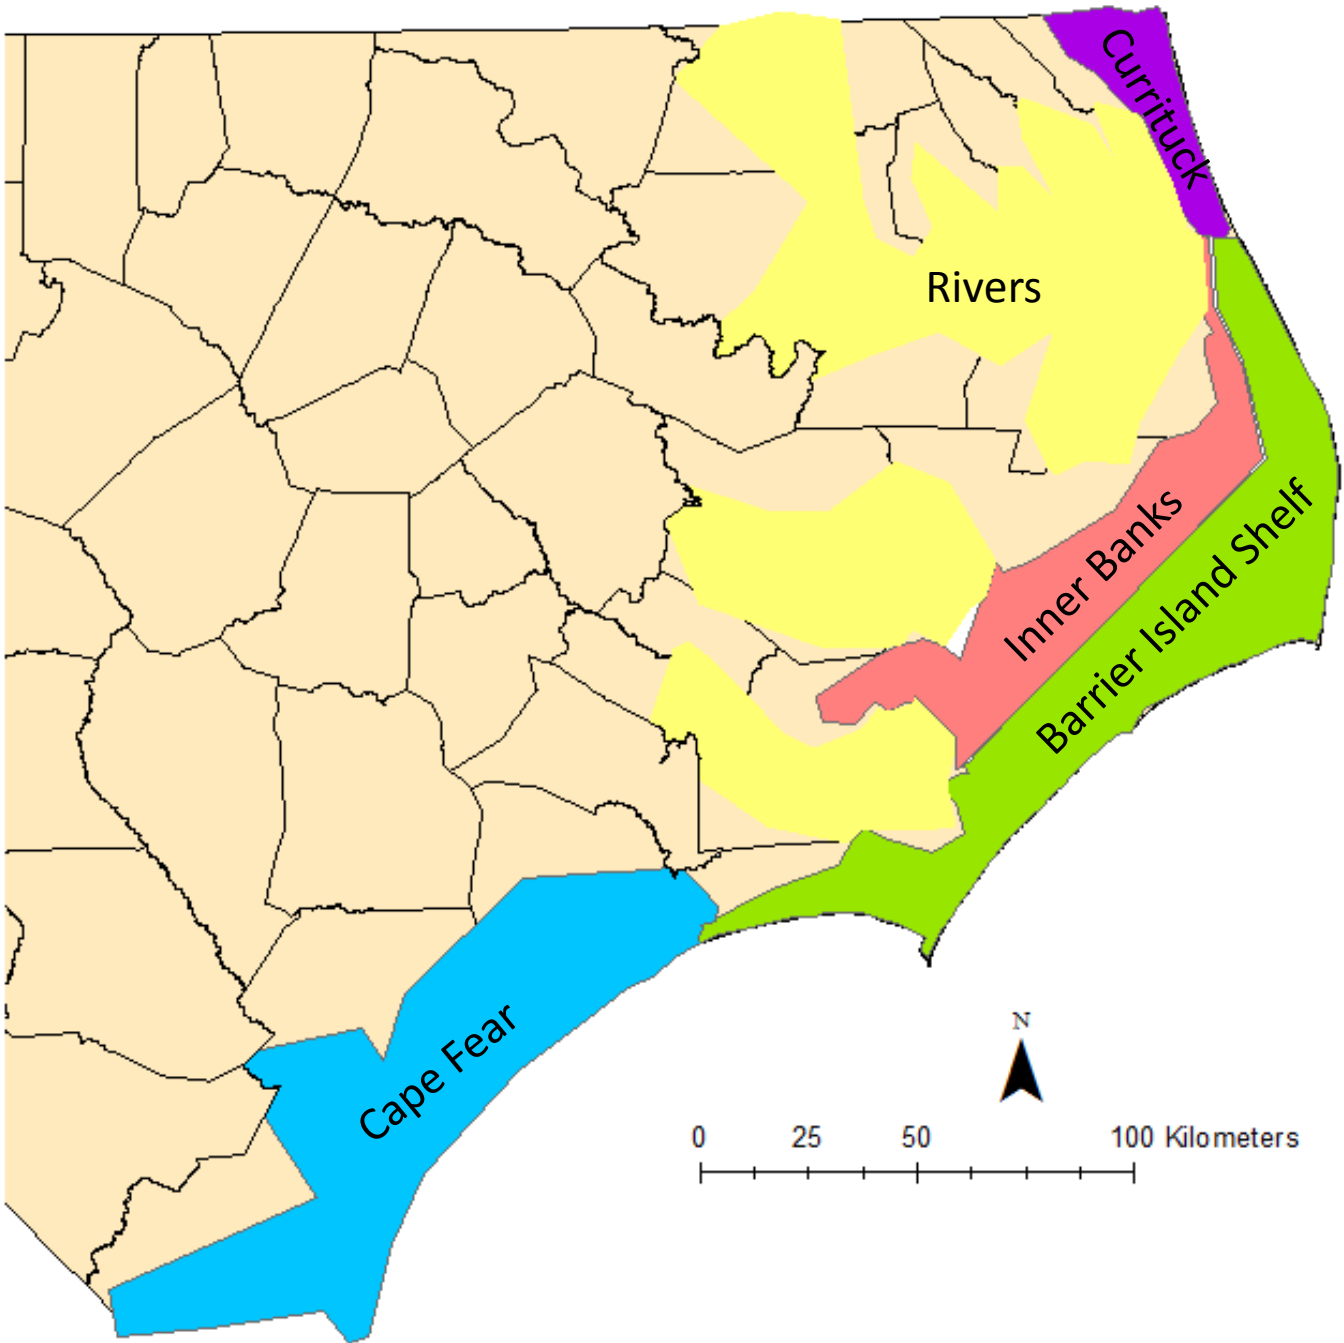 Currituck
Rivers
Inner Banks
Barrier Island Shelf
Cape Fear
N
0 25 50 100 Kilometers